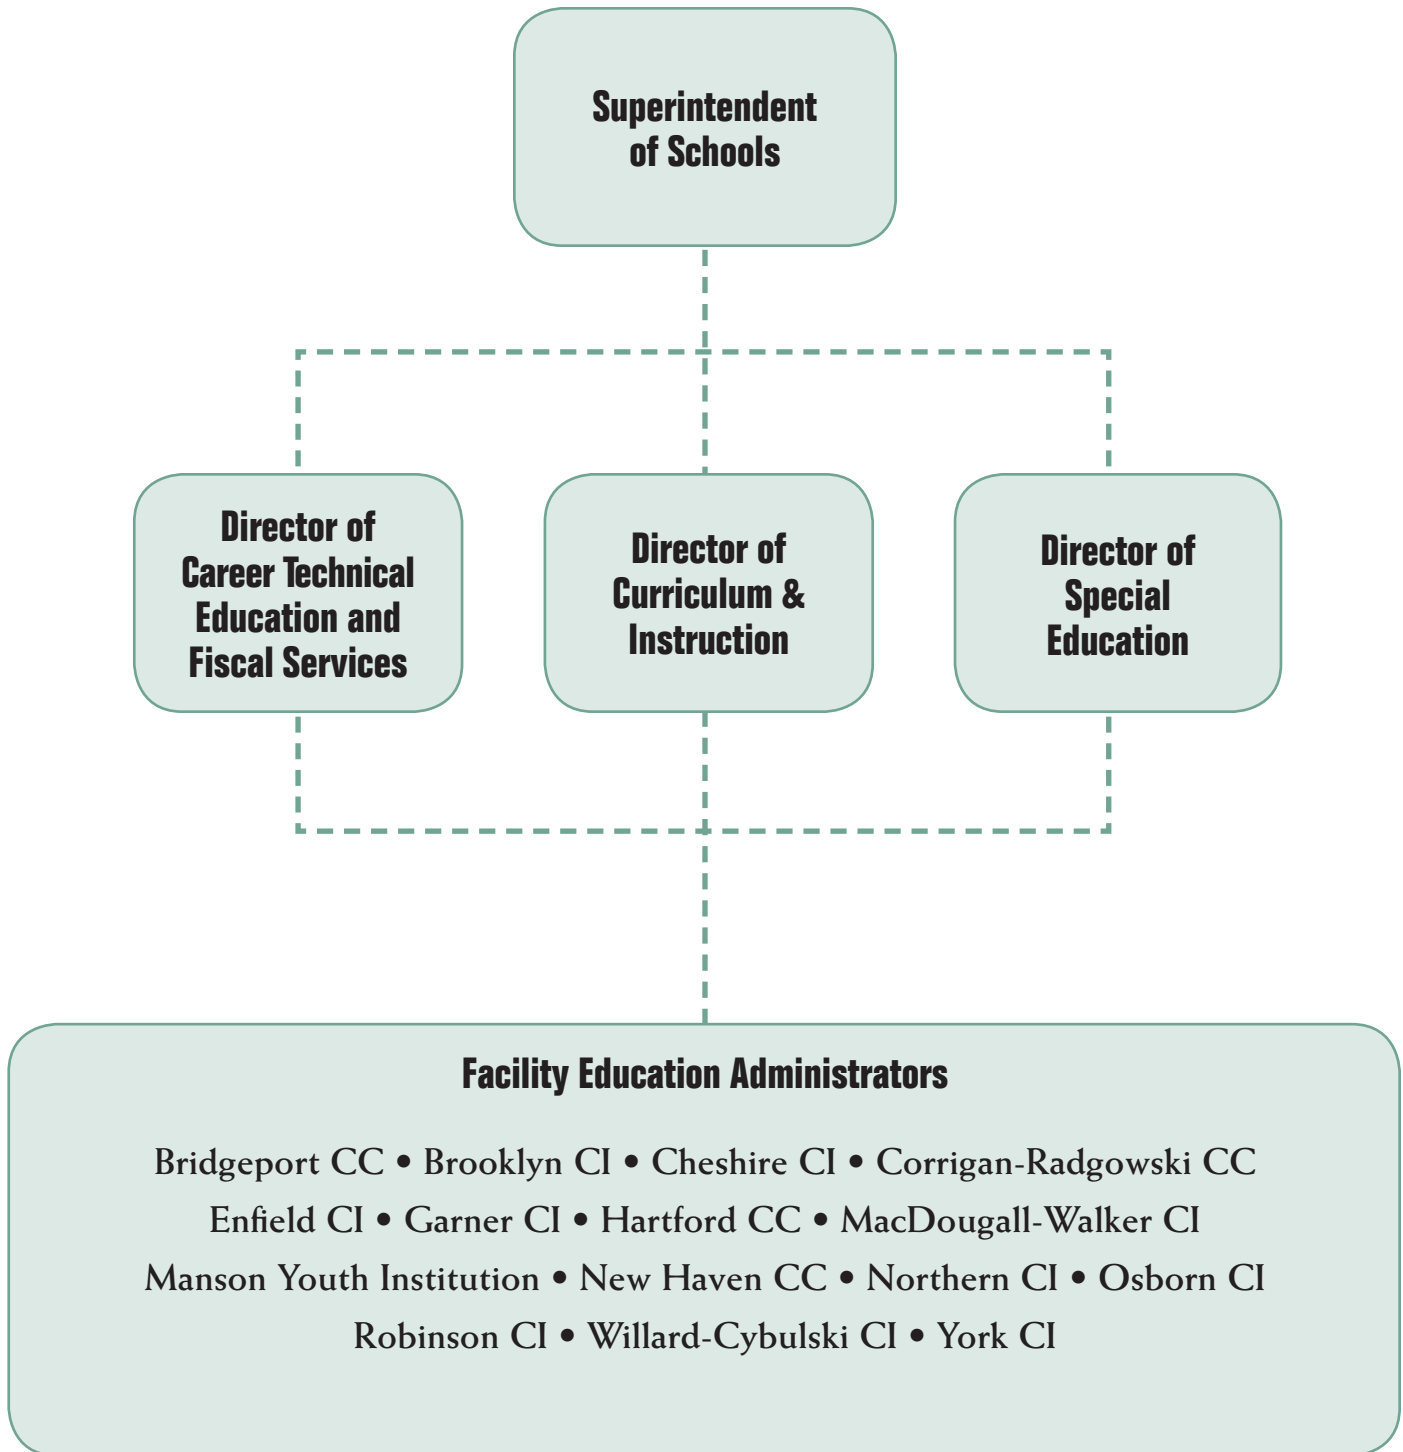 Superintendent
of Schools
Director of
Career Technical
Education and
Fiscal Services
Director of
Curriculum &
Instruction
Director of
Special
Education
Facility Education Administrators
Bridgeport CC • Brooklyn CI • Cheshire CI • Corrigan-Radgowski CC
Enfield CI • Garner CI • Hartford CC • MacDougall-Walker CI
Manson Youth Institution • New Haven CC • Northern CI • Osborn CI
Robinson CI • Willard-Cybulski CI • York CI